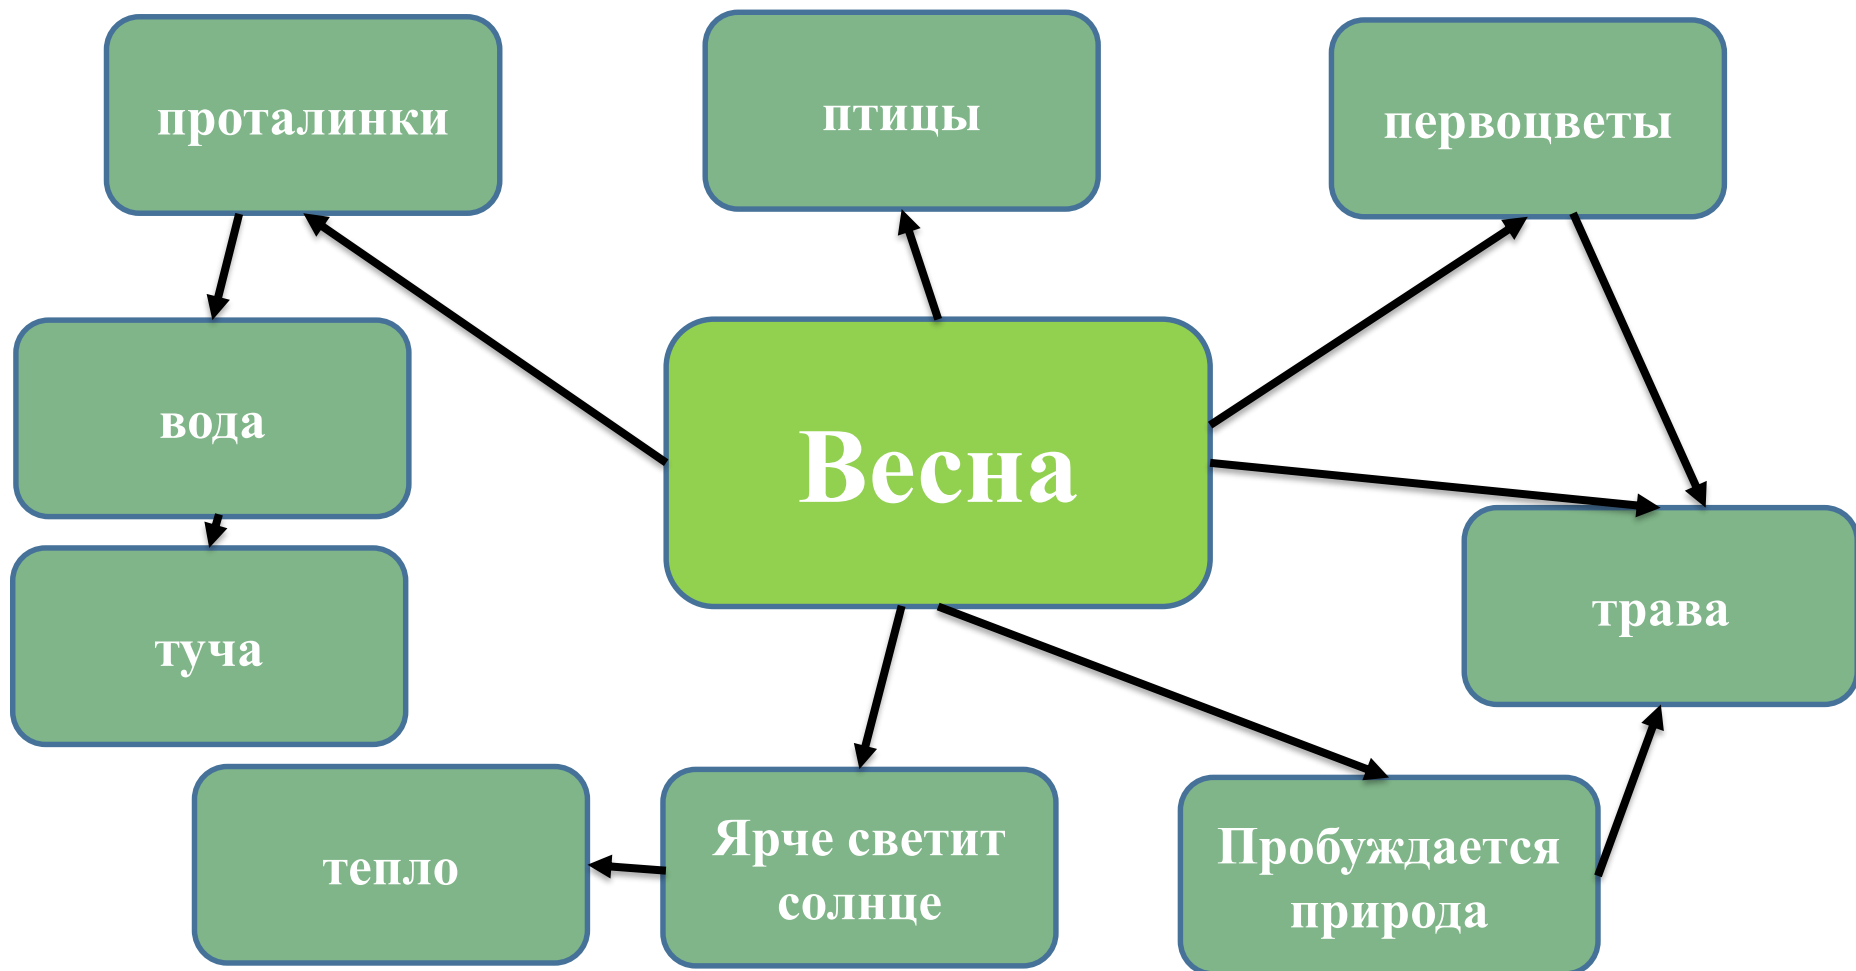 проталинки
птицы
первоцветы
вода
Весна
трава
туча
тепло
Ярче светит
солнце
Пробуждается
природа